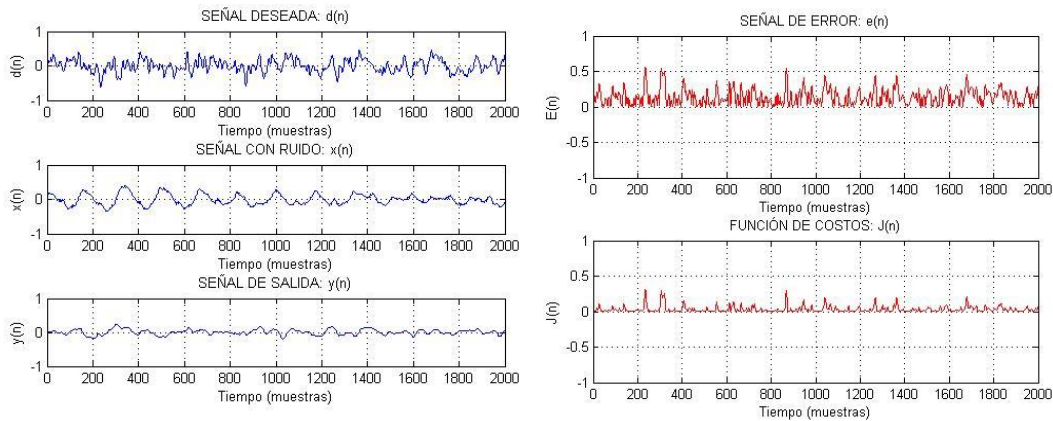 SEÑAL DESEADA: d(n)
1
0
-1
d(n)
0 200 400 600 800 1000 1200 1400 1600 1800 2000
Tiempo (muestras)
SEÑAL CON RUIDO: x(n)
1
0
-1
x(n)
0 200 400 600 800 1000 1200 1400 1600 1800 2000
Tiempo (muestras)
SEÑAL DE SALIDA: y(n)
1
0
-1
y(n)
0 200 400 600 800 1000 1200 1400 1600 1800 2000
Tiempo (muestras)
SEÑAL DE ERROR: e(n)
1
0.5
0
-0.5
-1
E(n)
0 200 400 600 800 1000 1200 1400 1600 1800 2000
Tiempo (muestras)
FUNCIÓN DE COSTOS: J(n)
1
0.5
0
-0.5
-1
J(n)
0 200 400 600 800 1000 1200 1400 1600 1800 2000
Tiempo (muestras)